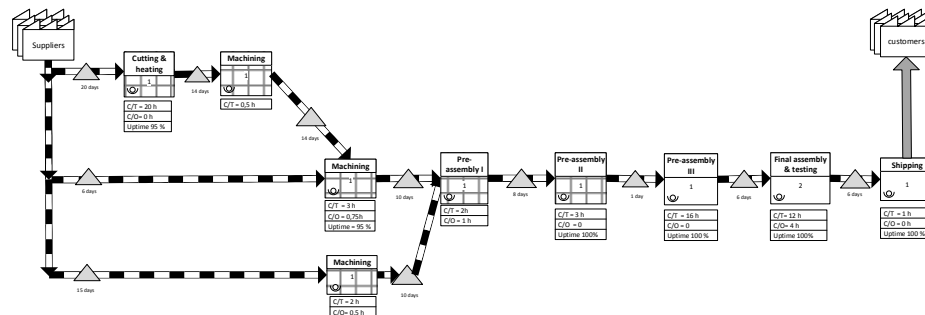 Suppliers
customers
Cutting &
heating
1
C/T = 20 h
C/O= 0 h
Uptime 95 %
Machining
1
C/T = 0,5 h
20 days
14 days
14 days
Machining
1
C/T = 3 h
C/O = 0,75h
Uptime = 95 %
6 days
10 days
Pre-
assembly I
1
C/T = 2h
C/O = 1 h
8 days
Pre-assembly
II
1
C/T = 3 h
C/O = 0
Uptime 100%
1 day
Pre-assembly
III
1
C/T = 16 h
C/O = 0
Uptime 100 %
6 days
Final assembly
& testing
2
C/T= 12 h
C/O= 4 h
Uptime 100%
6 days
Shipping
1
C/T = 1 h
C/O = 0 h
Uptime 100 %
Machining
1
C/T = 2 h
C/O= 0,5 h
15 days
10 days